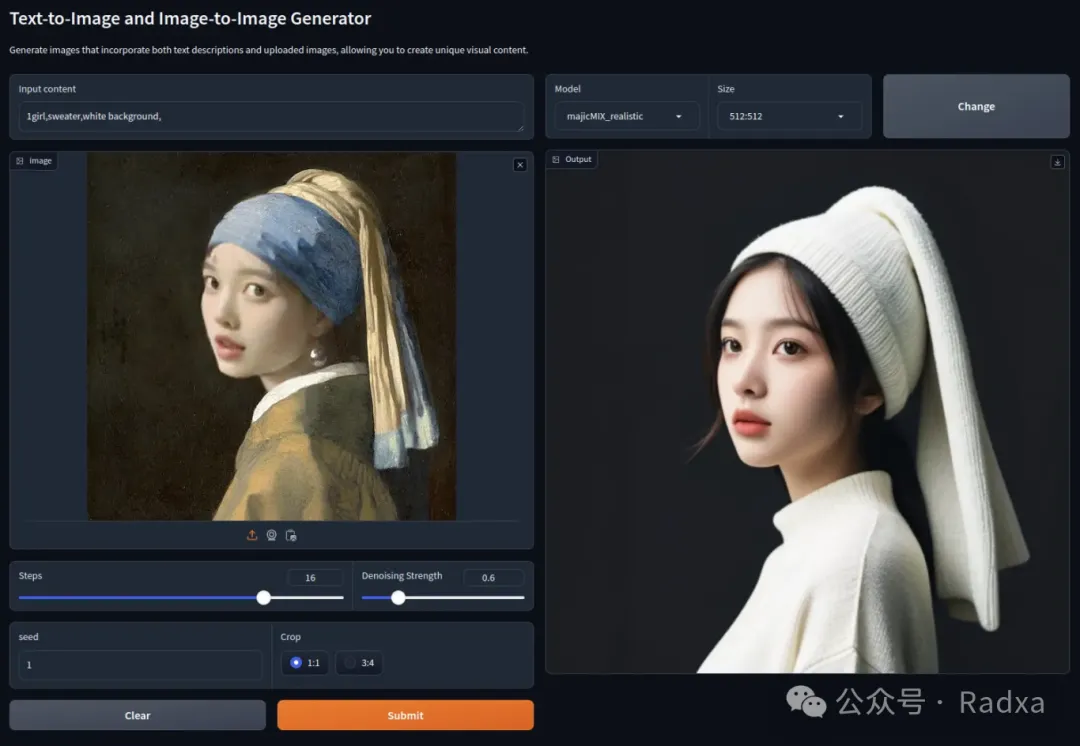 Text-to-Image and Image-to-Image Generator
Generate images that incorporate both text descriptions and uploaded images, allowing you to create unique visual content.
Input content
1girl,sweater,white background,
Model
majicMIX_realistic
Size
512:512
Change
Image
Output
Steps
16
Denoising Strength
0.6
seed
1
Crop
1:1
3:4
Clear
Submit
公众号 · Radxa